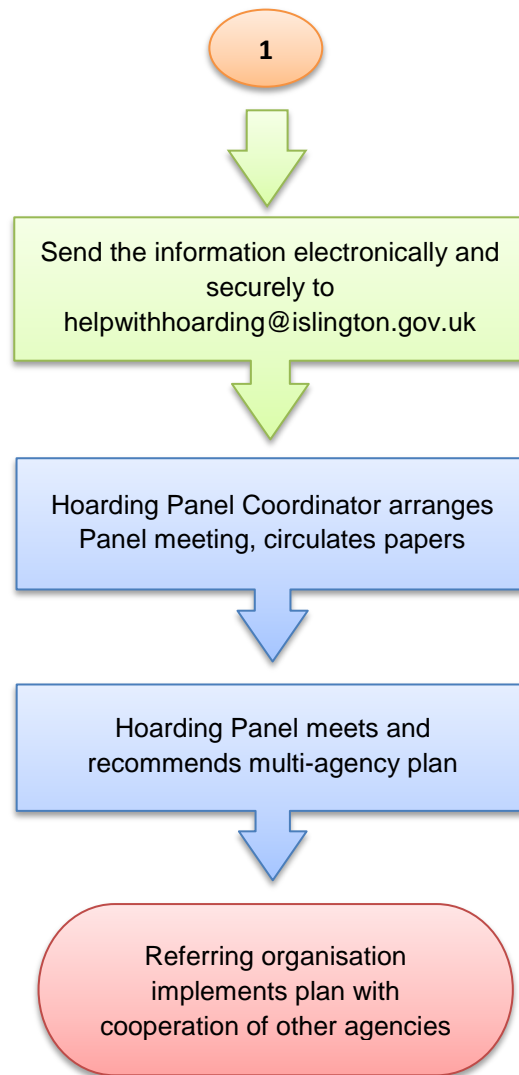 1
Send the information electronically and
securely to
helpwithhoarding@islington.gov.uk
Hoarding Panel Coordinator arranges
Panel meeting, circulates papers
Hoarding Panel meets and
recommends multi-agency plan
Referring organisation
implements plan with
cooperation of other agencies